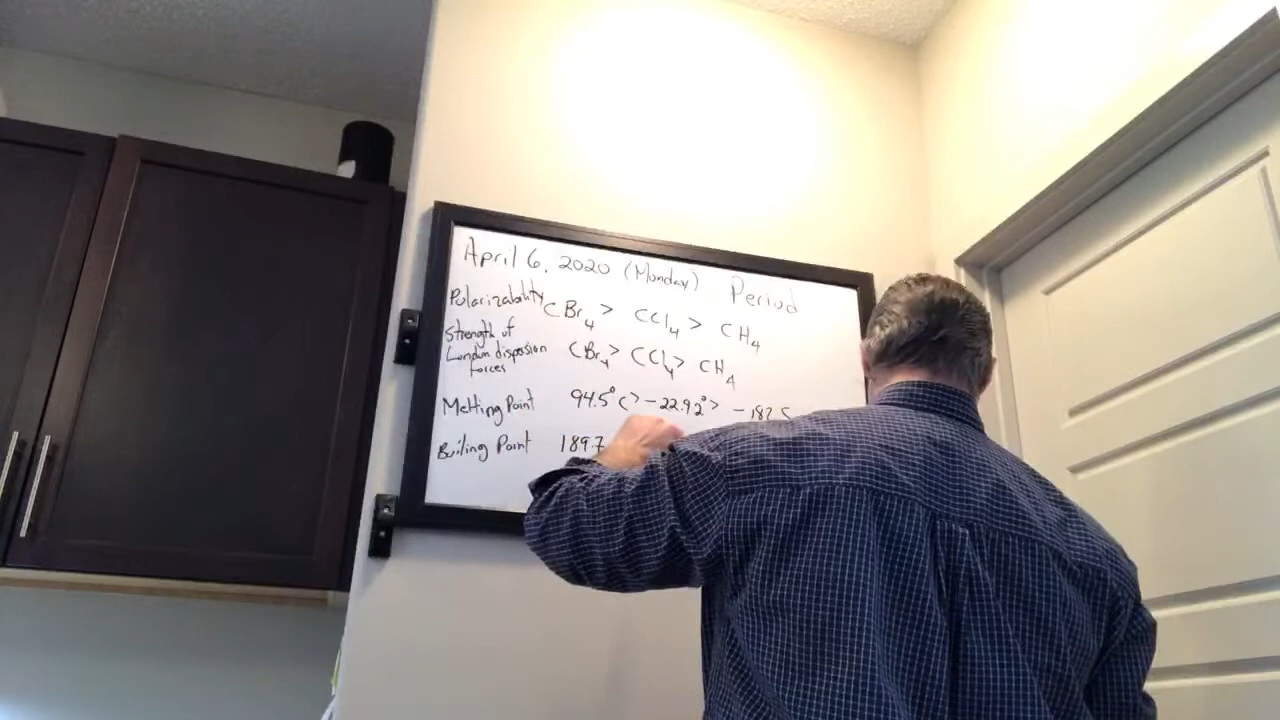 April 6, 2020 (Monday) Period
Polarizability CBr4 > CCl4 > CH4
Strength of
London dispersion CBr4 > CCl4 > CH4
forces
Melting Point 94.5° C > -22.92° > -182
Boiling Point 189.7